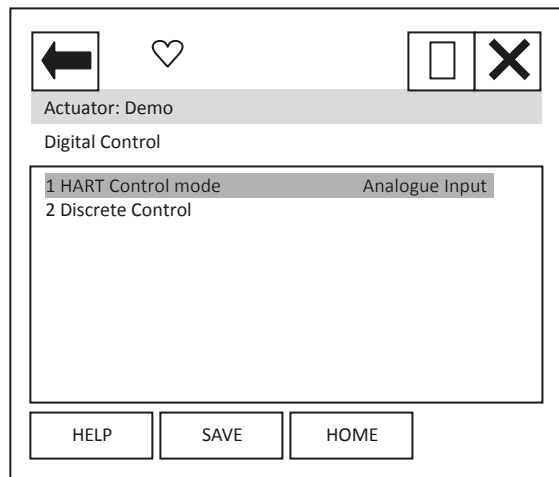 Actuator: Demo
Digital Control
1 HART Control mode Analogue Input
2 Discrete Control
HELP SAVE HOME